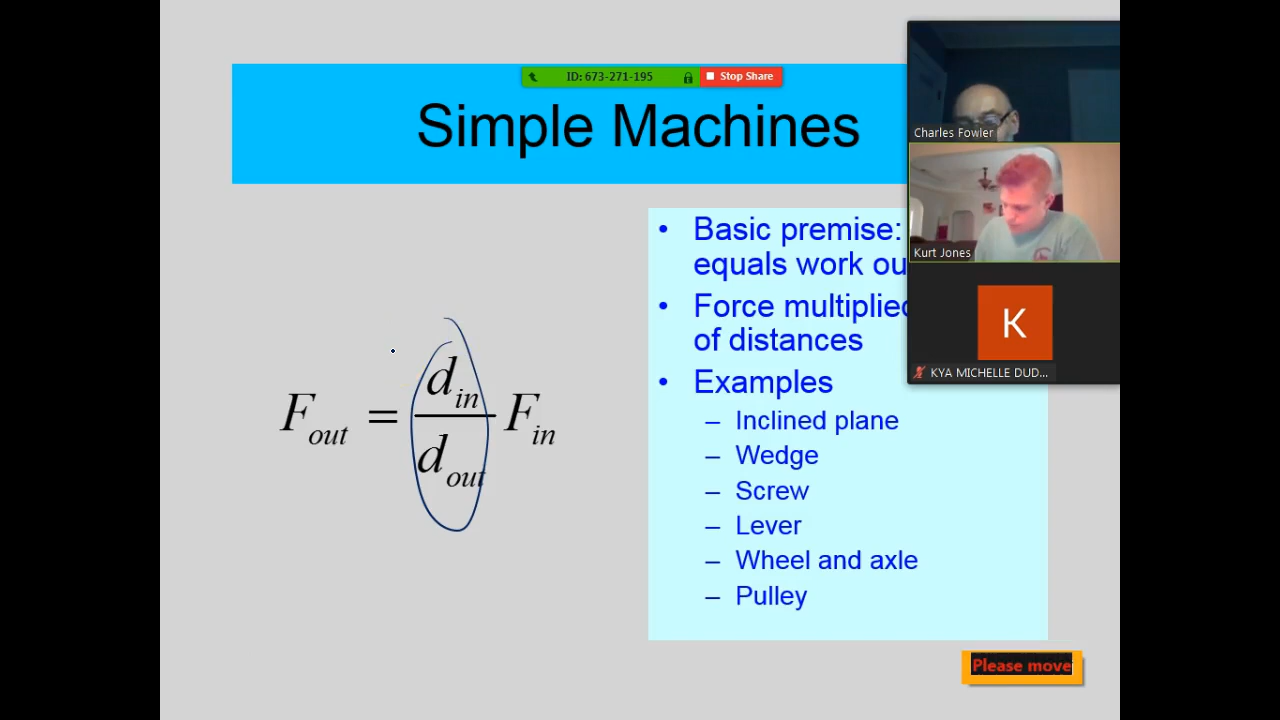 ID: 673-271-195
Stop Share
Simple Machines
Charles Fowler
Kurt Jones
K
KYA MICHELLE DUD...
F_out = d_in / d_out F_in
• Basic premise:
equals work ou
• Force multiplied
of distances
• Examples
– Inclined plane
– Wedge
– Screw
– Lever
– Wheel and axle
– Pulley
Please move